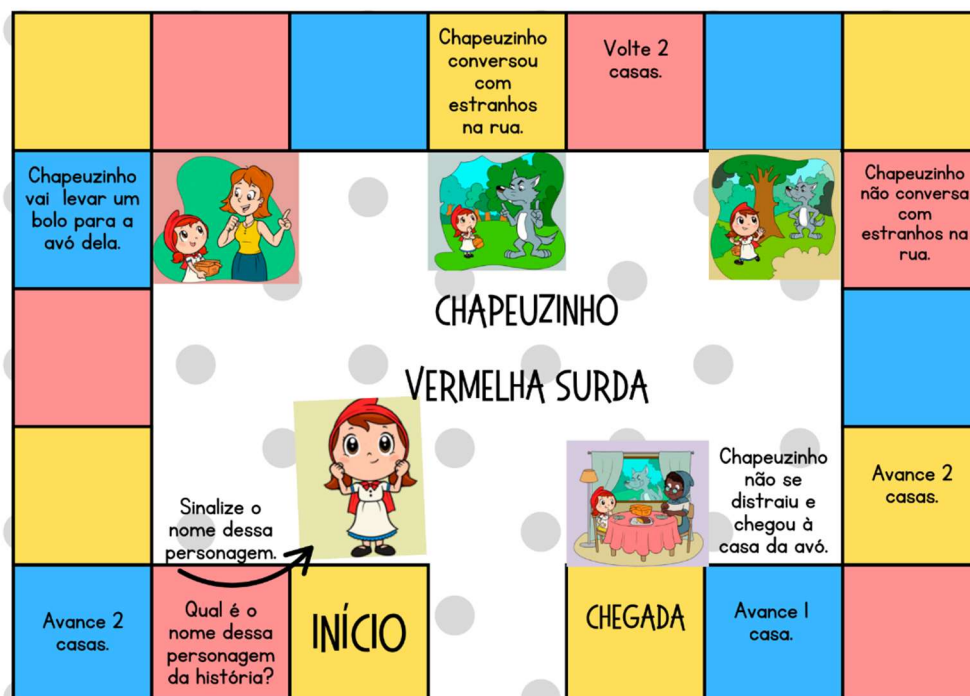 Chapeuzinho
conversou
com
estranhos
na rua.
Volte 2
casas.
Chapeuzinho
vai levar um
bolo para a
avó dela.
Chapeuzinho
não conversa
com
estranhos na
rua.
CHAPEUZINHO
VERMELHA SURDA
Sinalize o
nome dessa
personagem.
Chapeuzinho
não se
distraiu e
chegou à
casa da avó.
Avance 2
casas.
Avance 2
casas.
Qual é o
nome dessa
personagem
da história?
INÍCIO
CHEGADA
Avance 1
casa.